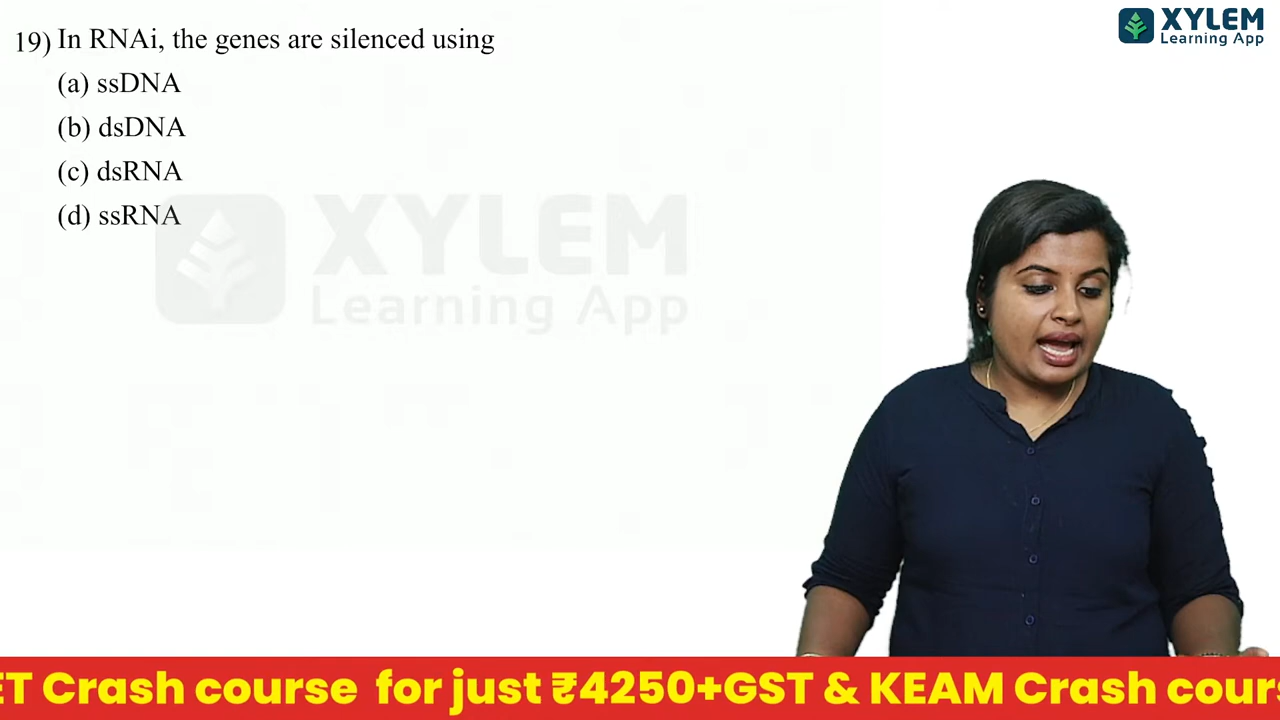 19) In RNAi, the genes are silenced using
(a) ssDNA
(b) dsDNA
(c) dsRNA
(d) ssRNA
XYLEM
Learning App
XYLEM
Learning App
ET Crash course for just ₹4250+GST & KEAM Crash cours